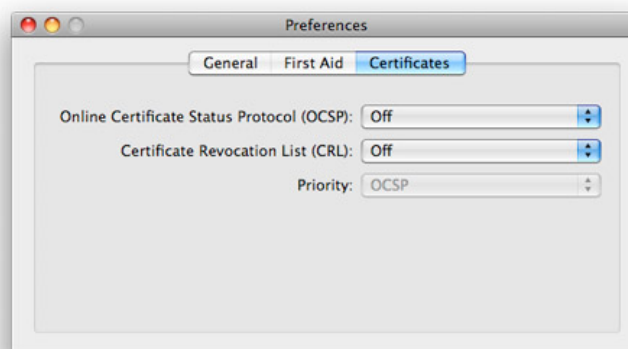 Preferences
General First Aid Certificates
Online Certificate Status Protocol (OCSP): Off
Certificate Revocation List (CRL): Off
Priority: OCSP